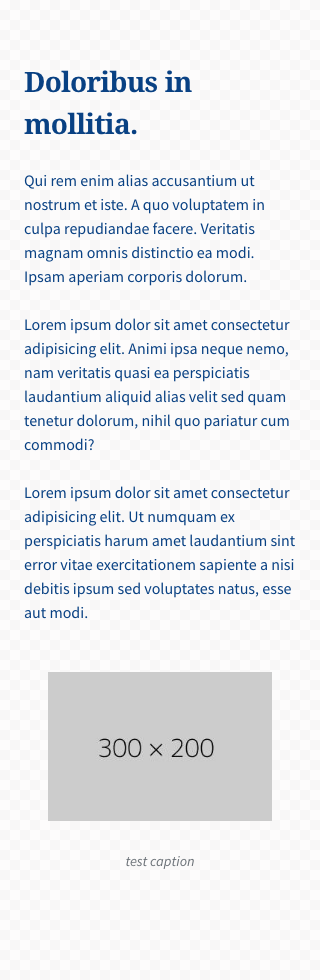 Doloribus in
mollitia.
Qui rem enim alias accusantium ut
nostrum et iste. A quo voluptatem in
culpa repudiandae facere. Veritatis
magnam omnis distinctio ea modi.
Ipsam aperiam corporis dolorum.
Lorem ipsum dolor sit amet consectetur
adipisicing elit. Animi ipsa neque nemo,
nam veritatis quasi ea perspiciatis
laudantium aliquid alias velit sed quam
tenetur dolorum, nihil quo pariatur cum
commodi?
Lorem ipsum dolor sit amet consectetur
adipisicing elit. Ut numquam ex
perspiciatis harum amet laudantium sint
error vitae exercitationem sapiente a nisi
debitis ipsum sed voluptates natus, esse
aut modi.
300 × 200
test caption